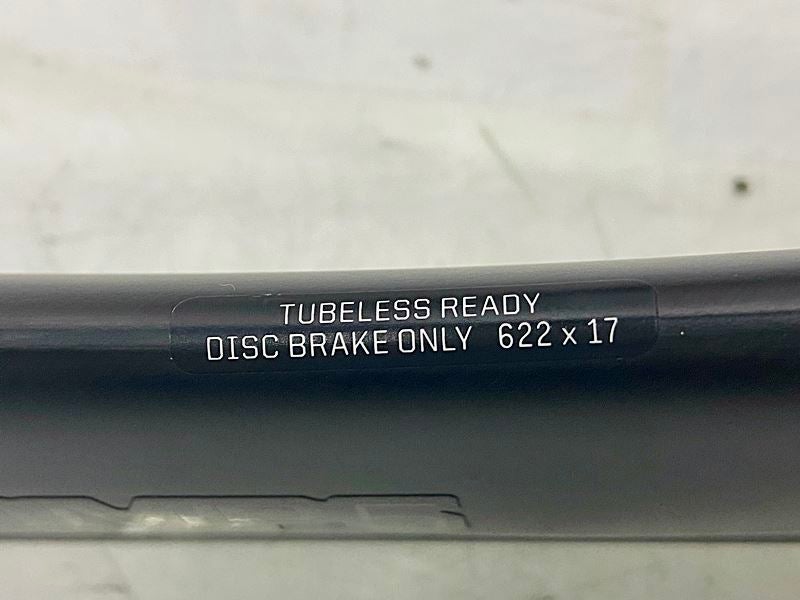 TUBELESS READY
DISC BRAKE ONLY 622 x 17